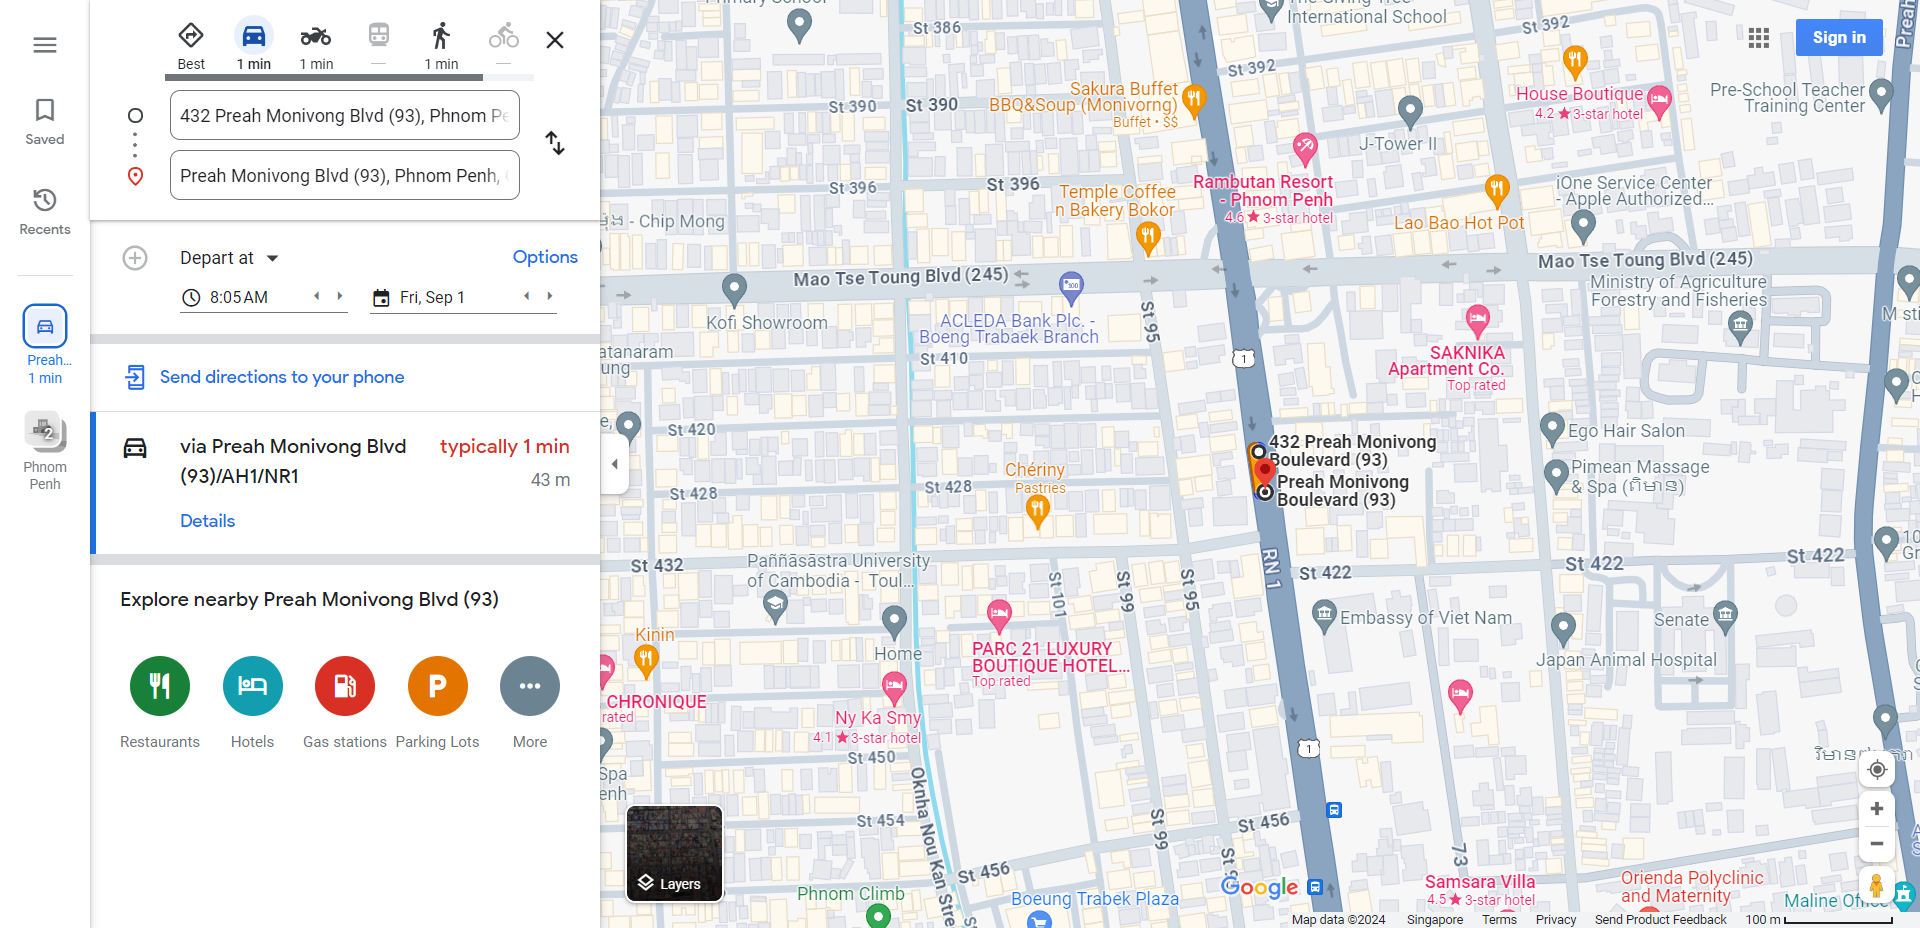 Best
1 min
1 min
—
1 min
—
432 Preah Monivong Blvd (93), Phnom Pe
Preah Monivong Blvd (93), Phnom Penh,
Saved
Recents
Preah...
1 min
2
Phnom
Penh
Depart at
Options
8:05 AM
Fri, Sep 1
Send directions to your phone
via Preah Monivong Blvd
(93)/AH1/NR1
typically 1 min
43 m
Details
Explore nearby Preah Monivong Blvd (93)
Restaurants
Hotels
Gas stations
Parking Lots
More
Layers
Sign in
International School
St 386
St 392
St 392
Preah
Sakura Buffet
BBQ&Soup (Monivorng)
Buffet • $$
St 390
St 390
House Boutique
4.2 ★ 3-star hotel
Pre-School Teacher
Training Center
J-Tower II
St 396
St 396
Temple Coffee
n Bakery Bokor
Rambutan Resort
- Phnom Penh
4.6 ★ 3-star hotel
iOne Service Center
- Apple Authorized...
Lao Bao Hot Pot
- Chip Mong
Mao Tse Toung Blvd (245)
Mao Tse Toung Blvd (245)
Ministry of Agriculture
Forestry and Fisheries
Kofi Showroom
ACLEDA Bank Plc. -
Boeng Trabaek Branch
St 95
M sti
atanaram
ung
St 410
1
SAKNIKA
Apartment Co.
Top rated
St 420
432 Preah Monivong
Boulevard (93)
Preah Monivong
Boulevard (93)
Ego Hair Salon
Pimean Massage
& Spa (ពិមាន)
Chériny
Pastries
St 428
St 428
St 432
Paññāsāstra University
of Cambodia - Toul...
St 101
St 99
St 95
RN 1
St 422
St 422
St 422
10
Gr
Embassy of Viet Nam
Senate
Japan Animal Hospital
Kinin
Home
PARC 21 LUXURY
BOUTIQUE HOTEL...
Top rated
CHRONIQUE
rated
Ny Ka Smy
4.1 ★ 3-star hotel
St 450
1
Spa
enh
Oknha Nou Kan Stre
St 454
St 99
St 456
St 456
St 9
73
Phnom Climb
Boeung Trabek Plaza
Google
Samsara Villa
4.5 ★ 3-star hotel
Orienda Polyclinic
and Maternity
Maline Office
Map data ©2024
Singapore
Terms
Privacy
Send Product Feedback
100 m